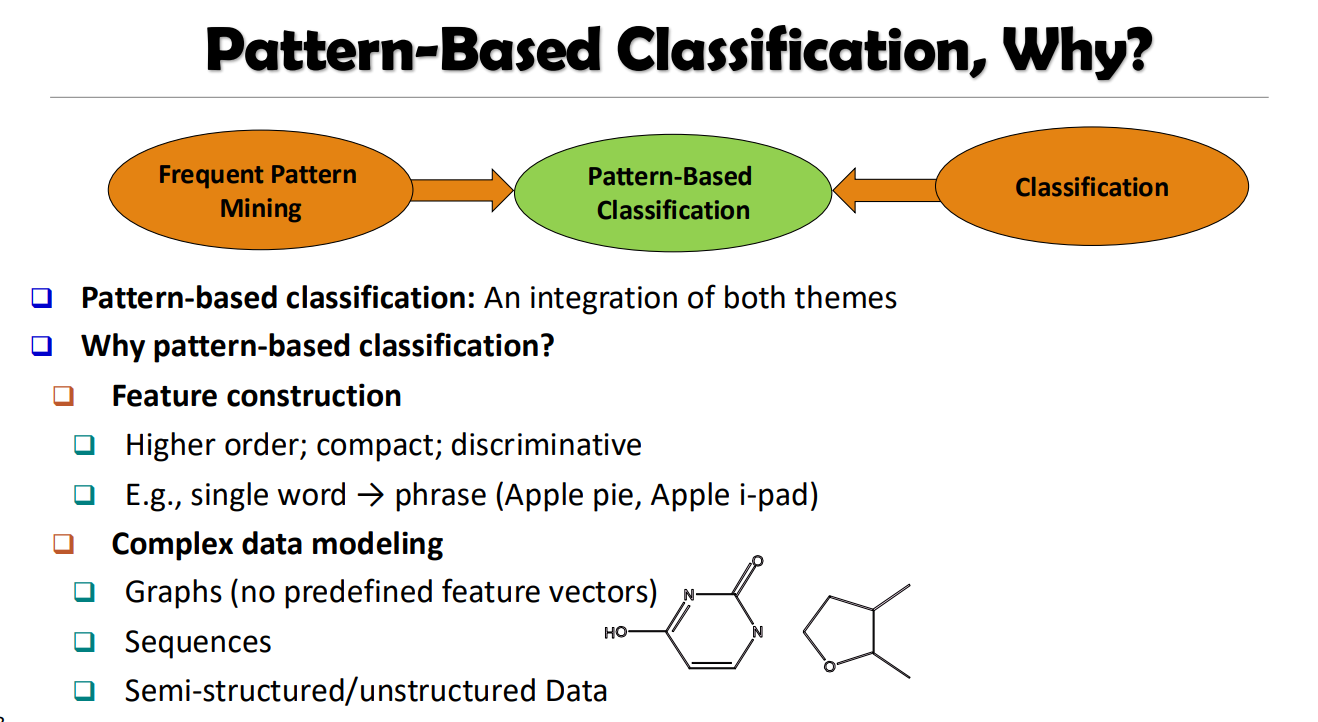 Pattern-Based Classification, Why?
Frequent Pattern
Mining
Pattern-Based
Classification
Classification
Pattern-based classification: An integration of both themes
Why pattern-based classification?
Feature construction
Higher order; compact; discriminative
E.g., single word → phrase (Apple pie, Apple i-pad)
Complex data modeling
Graphs (no predefined feature vectors)
O
N
HO
N
O
Sequences
Semi-structured/unstructured Data